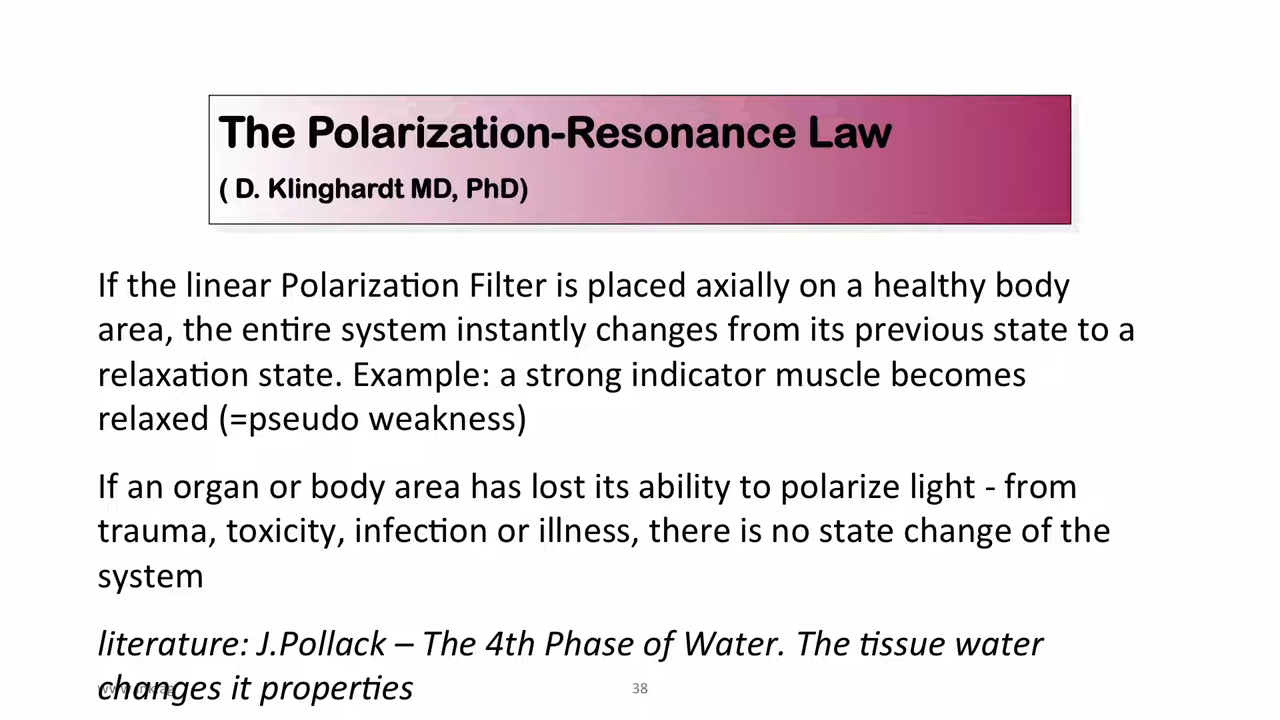 The Polarization-Resonance Law
( D. Klinghardt MD, PhD)
If the linear Polarization Filter is placed axially on a healthy body
area, the entire system instantly changes from its previous state to a
relaxation state. Example: a strong indicator muscle becomes
relaxed (=pseudo weakness)
If an organ or body area has lost its ability to polarize light - from
trauma, toxicity, infection or illness, there is no state change of the
system
literature: J.Pollack – The 4th Phase of Water. The tissue water
changes it properties
38